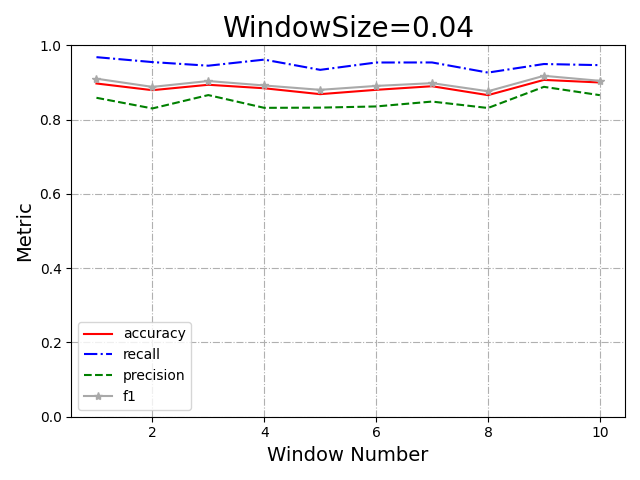 WindowSize=0.04
1.0
0.8
0.6
0.4
0.2
0.0
Metric
accuracy
recall
precision
f1
2
4
6
8
10
Window Number